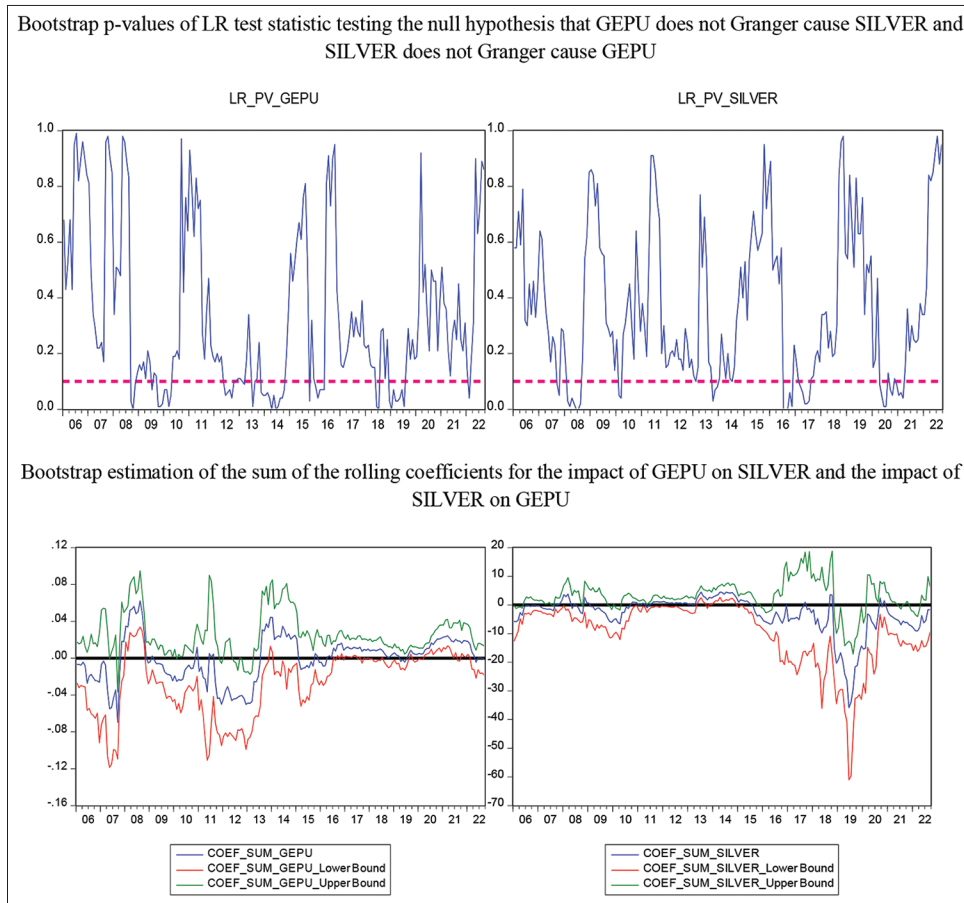 Bootstrap p-values of LR test statistic testing the null hypothesis that GEPU does not Granger cause SILVER and
SILVER does not Granger cause GEPU
LR_PV_GEPU
1.0
0.8
0.6
0.4
0.2
0.0
06 07 08 09 10 11 12 13 14 15 16 17 18 19 20 21 22
LR_PV_SILVER
1.0
0.8
0.6
0.4
0.2
0.0
06 07 08 09 10 11 12 13 14 15 16 17 18 19 20 21 22
Bootstrap estimation of the sum of the rolling coefficients for the impact of GEPU on SILVER and the impact of
SILVER on GEPU
.12
.08
.04
.00
-.04
-.08
-.12
-.16
06 07 08 09 10 11 12 13 14 15 16 17 18 19 20 21 22
COEF_SUM_GEPU
COEF_SUM_GEPU_Lower Bound
COEF_SUM_GEPU_Upper Bound
20
10
0
-10
-20
-30
-40
-50
-60
-70
06 07 08 09 10 11 12 13 14 15 16 17 18 19 20 21 22
COEF_SUM_SILVER
COEF_SUM_SILVER_Lower Bound
COEF_SUM_SILVER_Upper Bound